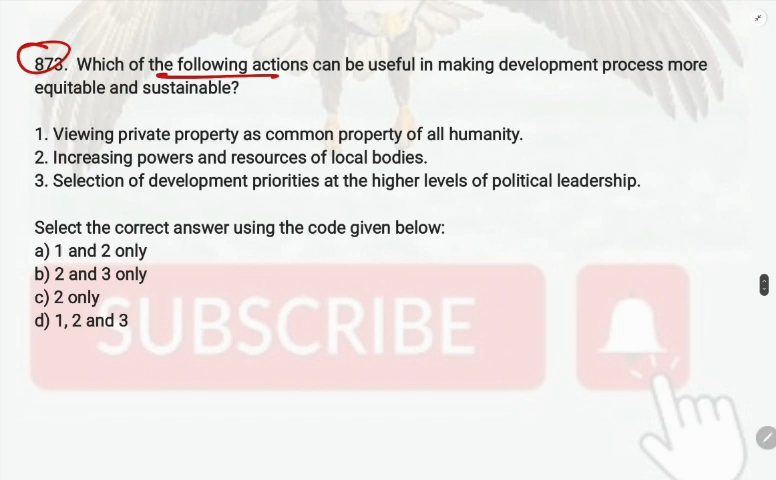 873. Which of the following actions can be useful in making development process more
equitable and sustainable?
1. Viewing private property as common property of all humanity.
2. Increasing powers and resources of local bodies.
3. Selection of development priorities at the higher levels of political leadership.
Select the correct answer using the code given below:
a) 1 and 2 only
b) 2 and 3 only
c) 2 only
d) 1, 2 and 3
SUBSCRIBE